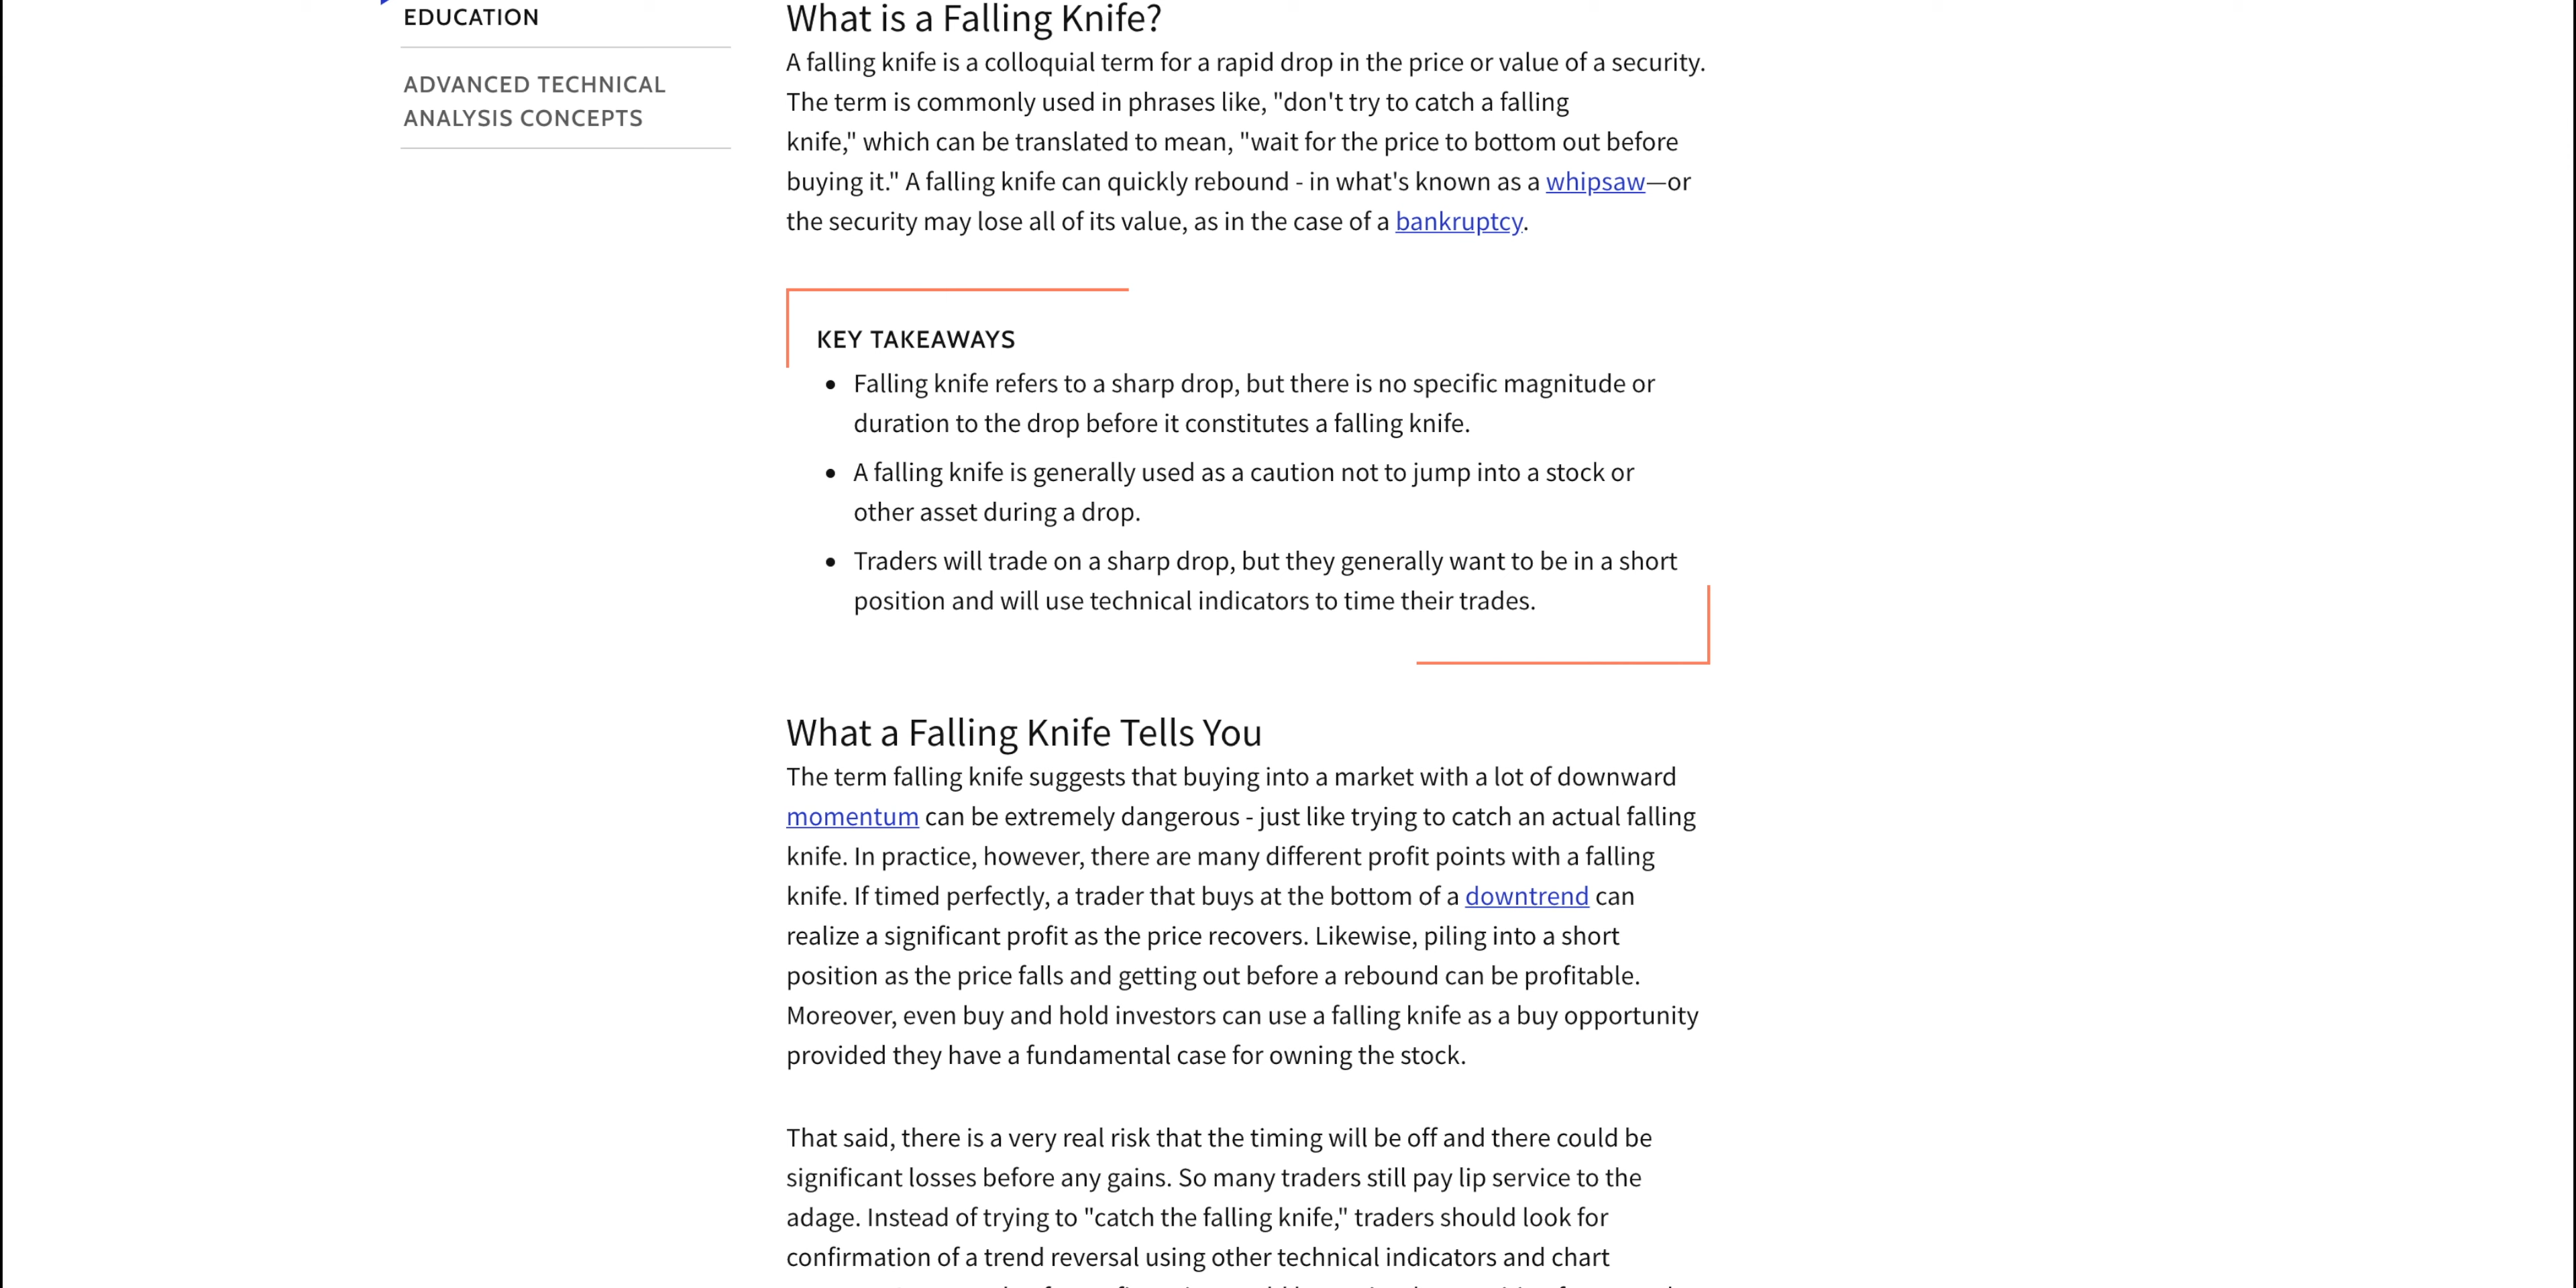 EDUCATION
ADVANCED TECHNICAL
ANALYSIS CONCEPTS
What is a Falling Knife?
A falling knife is a colloquial term for a rapid drop in the price or value of a security.
The term is commonly used in phrases like, "don't try to catch a falling
knife," which can be translated to mean, "wait for the price to bottom out before
buying it." A falling knife can quickly rebound - in what's known as a whipsaw—or
the security may lose all of its value, as in the case of a bankruptcy.
KEY TAKEAWAYS
• Falling knife refers to a sharp drop, but there is no specific magnitude or
duration to the drop before it constitutes a falling knife.
• A falling knife is generally used as a caution not to jump into a stock or
other asset during a drop.
• Traders will trade on a sharp drop, but they generally want to be in a short
position and will use technical indicators to time their trades.
What a Falling Knife Tells You
The term falling knife suggests that buying into a market with a lot of downward
momentum can be extremely dangerous - just like trying to catch an actual falling
knife. In practice, however, there are many different profit points with a falling
knife. If timed perfectly, a trader that buys at the bottom of a downtrend can
realize a significant profit as the price recovers. Likewise, piling into a short
position as the price falls and getting out before a rebound can be profitable.
Moreover, even buy and hold investors can use a falling knife as a buy opportunity
provided they have a fundamental case for owning the stock.
That said, there is a very real risk that the timing will be off and there could be
significant losses before any gains. So many traders still pay lip service to the
adage. Instead of trying to "catch the falling knife," traders should look for
confirmation of a trend reversal using other technical indicators and chart